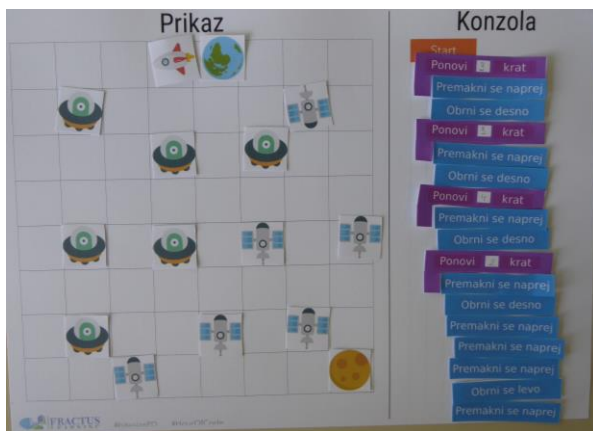 Prikaz
Konzola
Start
Ponovi krat
Premakni se naprej
Obrni se desno
Ponovi krat
Premakni se naprej
Obrni se desno
Ponovi krat
Premakni se naprej
Obrni se desno
Ponovi krat
Premakni se naprej
Obrni se desno
Premakni se naprej
Premakni se naprej
Premakni se naprej
Obrni se levo
Premakni se naprej
FRACTUS